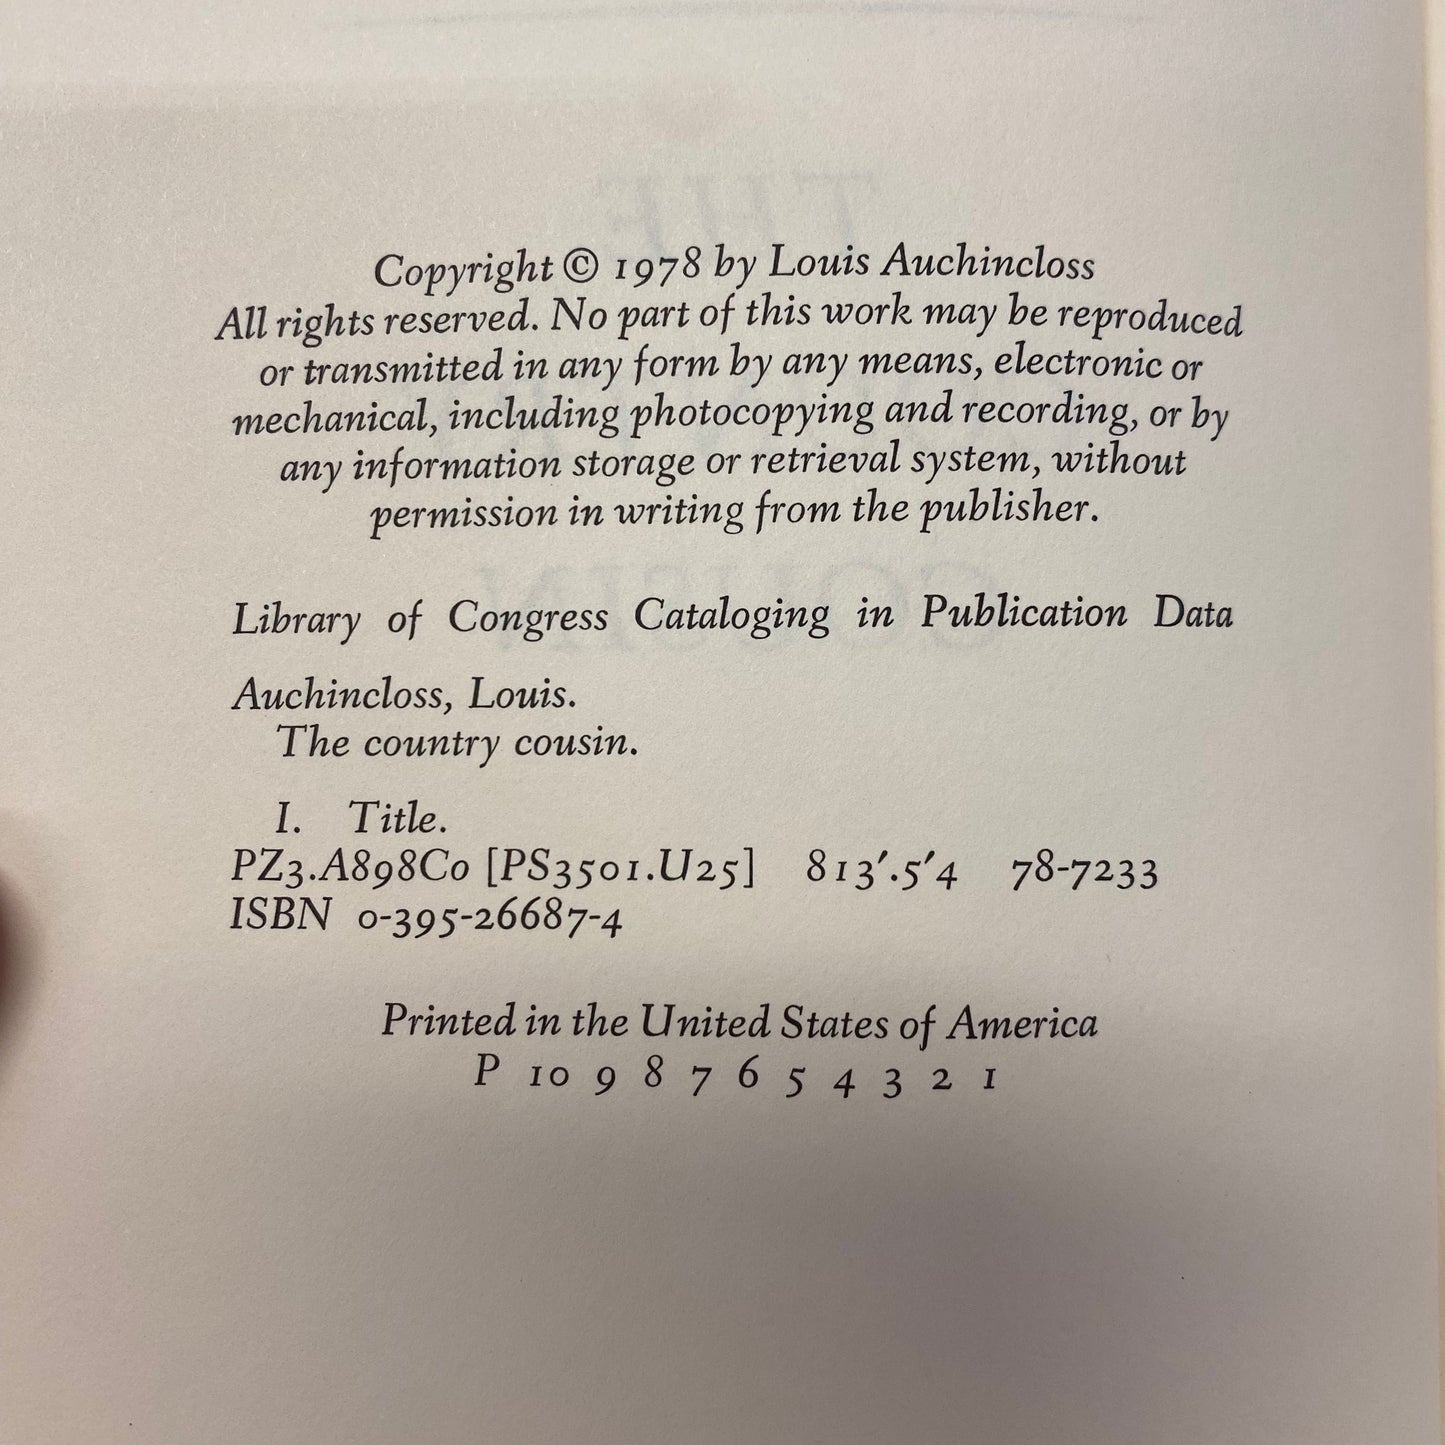 Copyright © 1978 by Louis Auchincloss
All rights reserved. No part of this work may be reproduced
or transmitted in any form by any means, electronic or
mechanical, including photocopying and recording, or by
any information storage or retrieval system, without
permission in writing from the publisher.
Library of Congress Cataloging in Publication Data
Auchincloss, Louis.
The country cousin.
I. Title.
PZ3.A898Co [PS3501.U25] 813′.5′4 78-7233
ISBN 0-395-26687-4
Printed in the United States of America
P 10 9 8 7 6 5 4 3 2 1